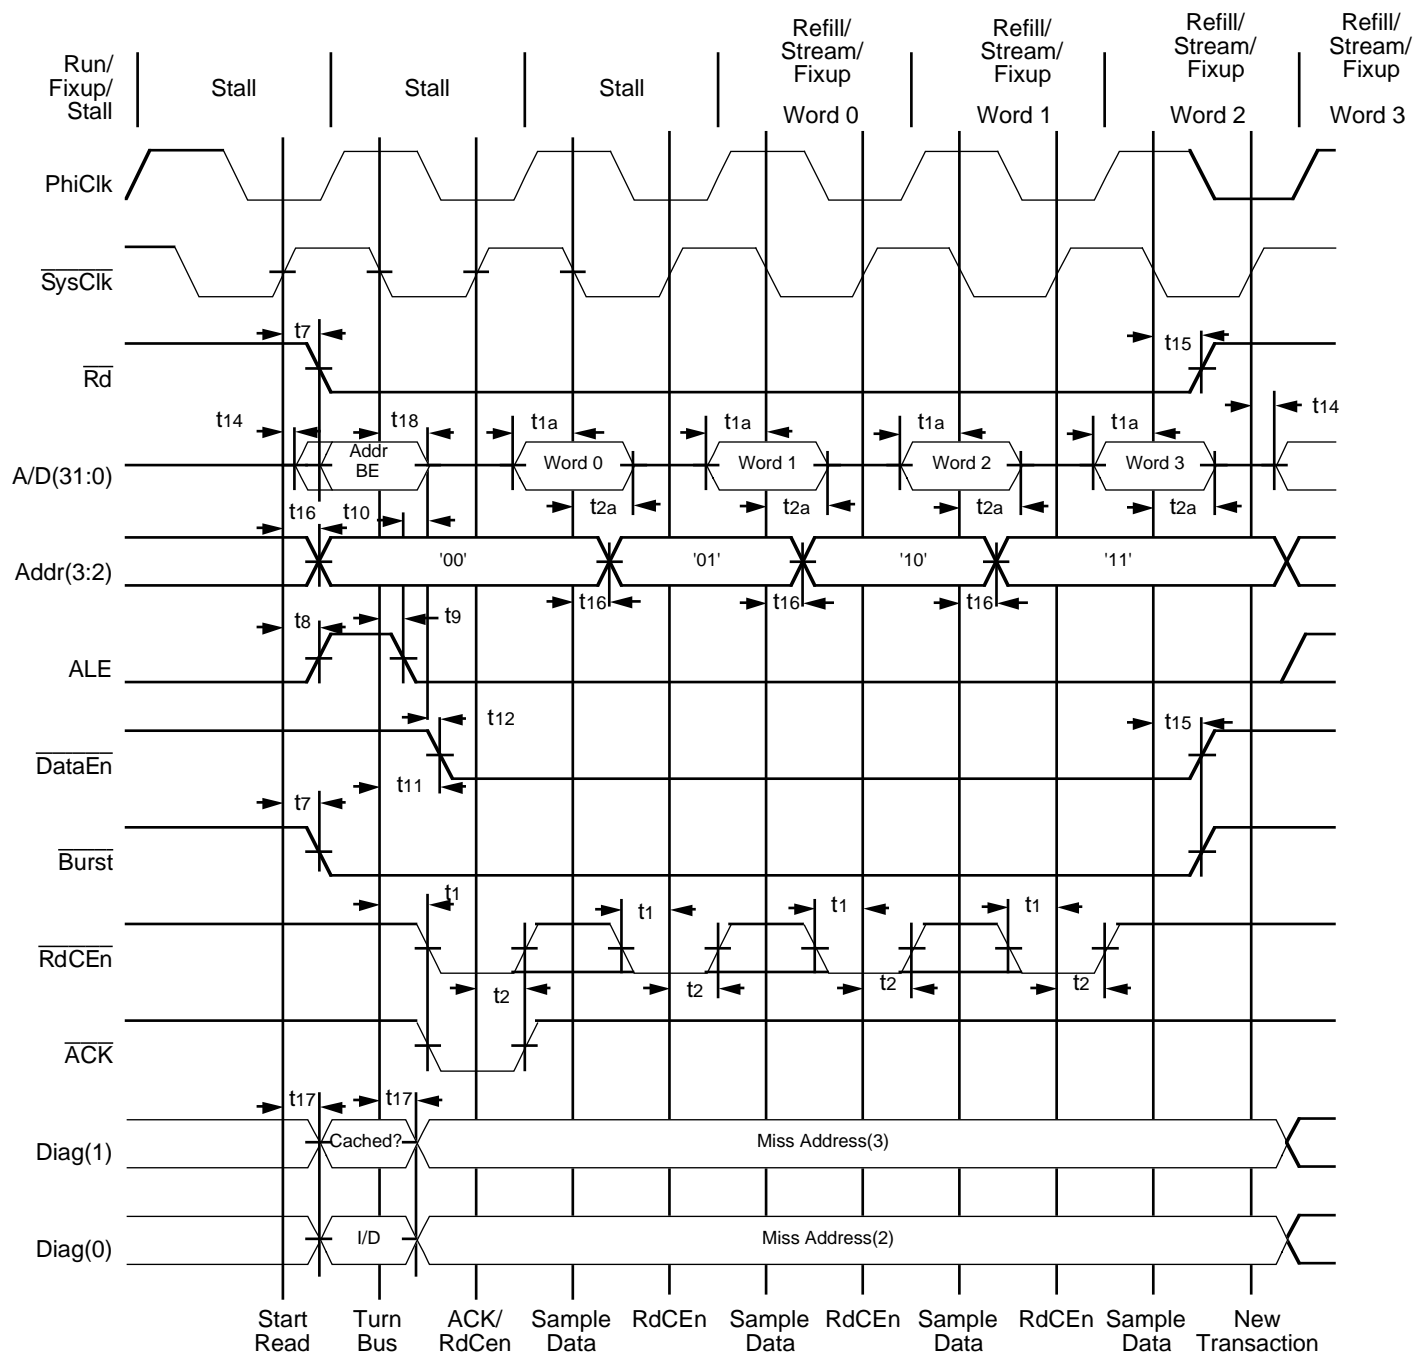 Refill/ Refill/ Refill/ Refill/
Run/ Stream/ Stream/ Stream/ Stream/
Fixup/ Stall Stall Stall Fixup Fixup Fixup Fixup
Stall Word 0 Word 1 Word 2 Word 3
PhiClk
SysClk
t7 t15
Rd
t14 t18 t1a t1a t1a t1a t14
Addr
A/D(31:0) BE Word 0 Word 1 Word 2 Word 3
t16 t10 t2a t2a t2a t2a
Addr(3:2) '00' '01' '10' '11'
t16 t16 t16
t8 t9
ALE
t12 t15
DataEn
t11
t7
Burst
t1 t1 t1 t1
RdCEn
t2 t2 t2 t2
ACK
t17 t17
Diag(1) Cached? Miss Address(3)
Diag(0) I/D Miss Address(2)
Start Turn ACK/ Sample RdCEn Sample RdCEn Sample RdCEn Sample New
Read Bus RdCen Data Data Data Data Transaction